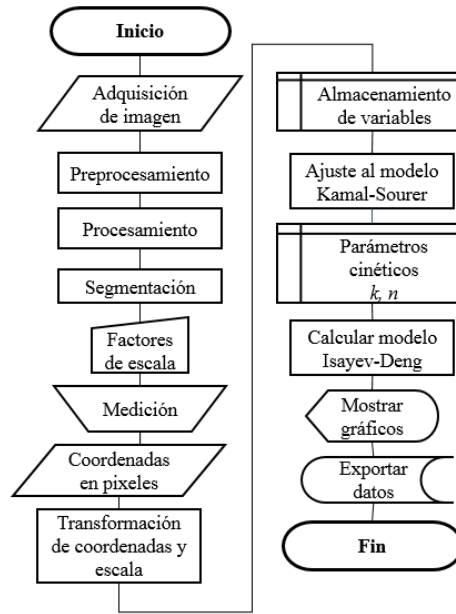 Inicio
Adquisición
de imagen
Preprocesamiento
Procesamiento
Segmentación
Factores
de escala
Medición
Coordenadas
en pixeles
Transformación
de coordenadas y
escala
Almacenamiento
de variables
Ajuste al modelo
Kamal-Sourer
Parámetros
cinéticos
k, n
Calcular modelo
Isayev-Deng
Mostrar
gráficos
Exportar
datos
Fin